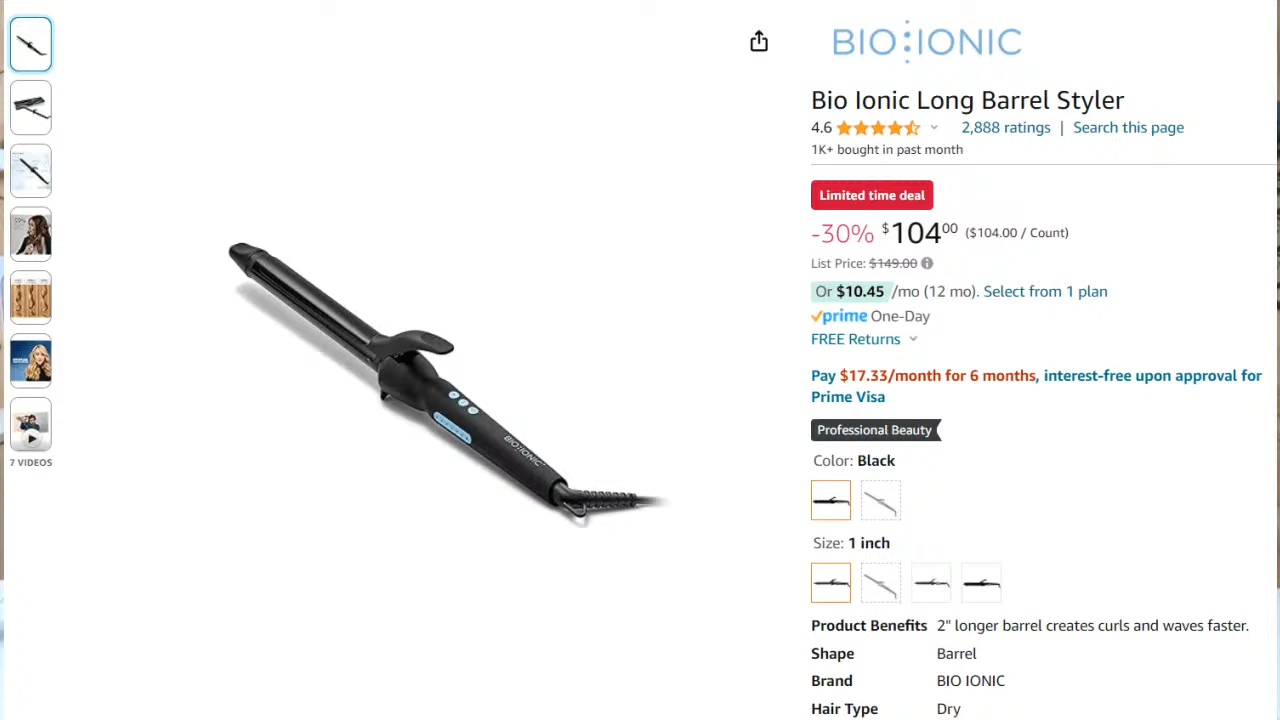 BIO IONIC
Bio Ionic Long Barrel Styler
4.6 2,888 ratings | Search this page
1K+ bought in past month
Limited time deal
-30% $104 00 ($104.00 / Count)
List Price: $149.00
Or $10.45 /mo (12 mo). Select from 1 plan
prime One-Day
FREE Returns
Pay $17.33/month for 6 months, interest-free upon approval for
Prime Visa
Professional Beauty
Color: Black
Size: 1 inch
Product Benefits 2" longer barrel creates curls and waves faster.
Shape Barrel
Brand BIO IONIC
Hair Type Dry
7 VIDEOS
BIO IONIC